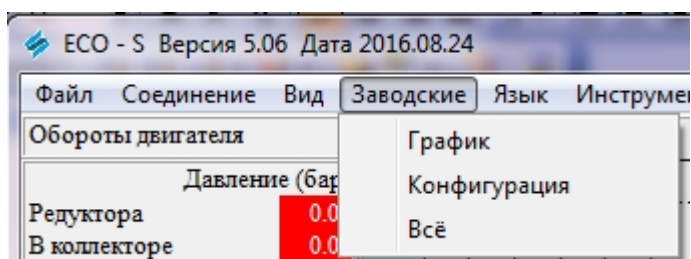 ECO - S Версия 5.06 Дата 2016.08.24
Файл Соединение Вид Заводские Язык
Обороты двигателя
График
Давление
Конфигурация
Редуктора 0.0
Всё
В коллекторе 0.0